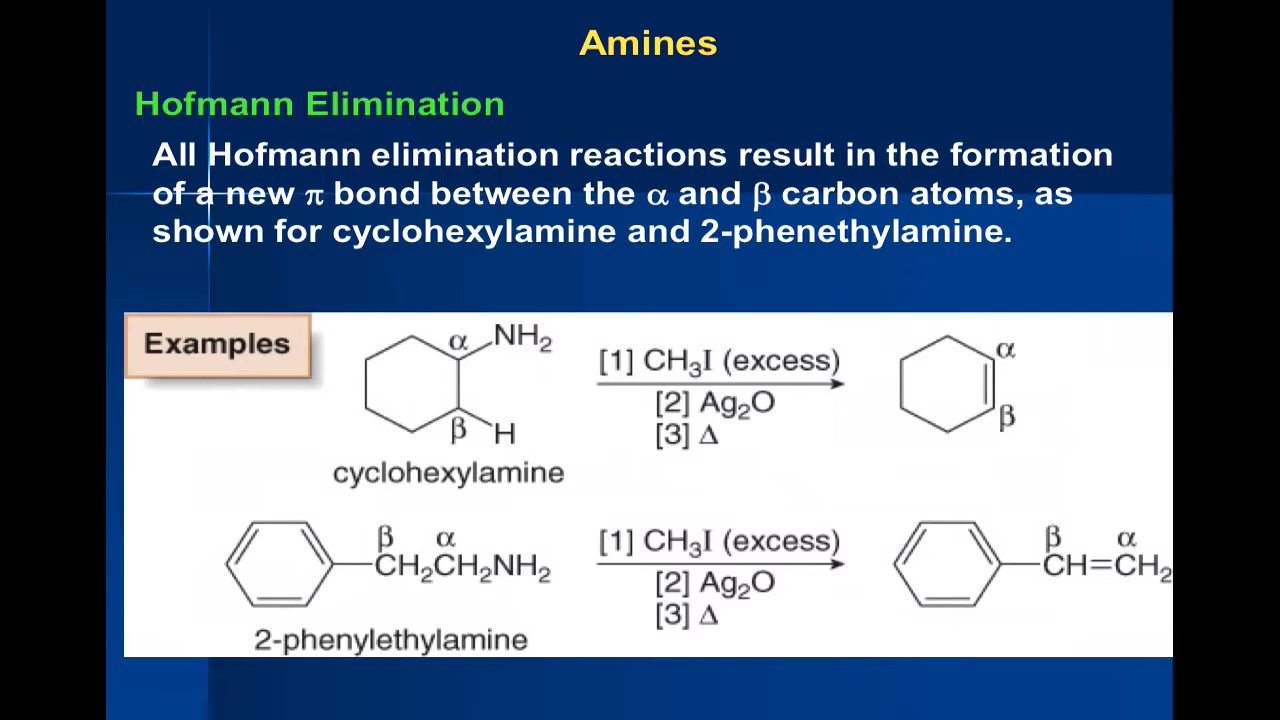 Amines
Hofmann Elimination
All Hofmann elimination reactions result in the formation
of a new π bond between the α and β carbon atoms, as
shown for cyclohexylamine and 2-phenethylamine.
Examples
α NH₂
β H
cyclohexylamine
[1] CH₃I (excess)
[2] Ag₂O
[3] Δ
α
β
β α
CH₂CH₂NH₂
2-phenylethylamine
[1] CH₃I (excess)
[2] Ag₂O
[3] Δ
β α
CH=CH₂